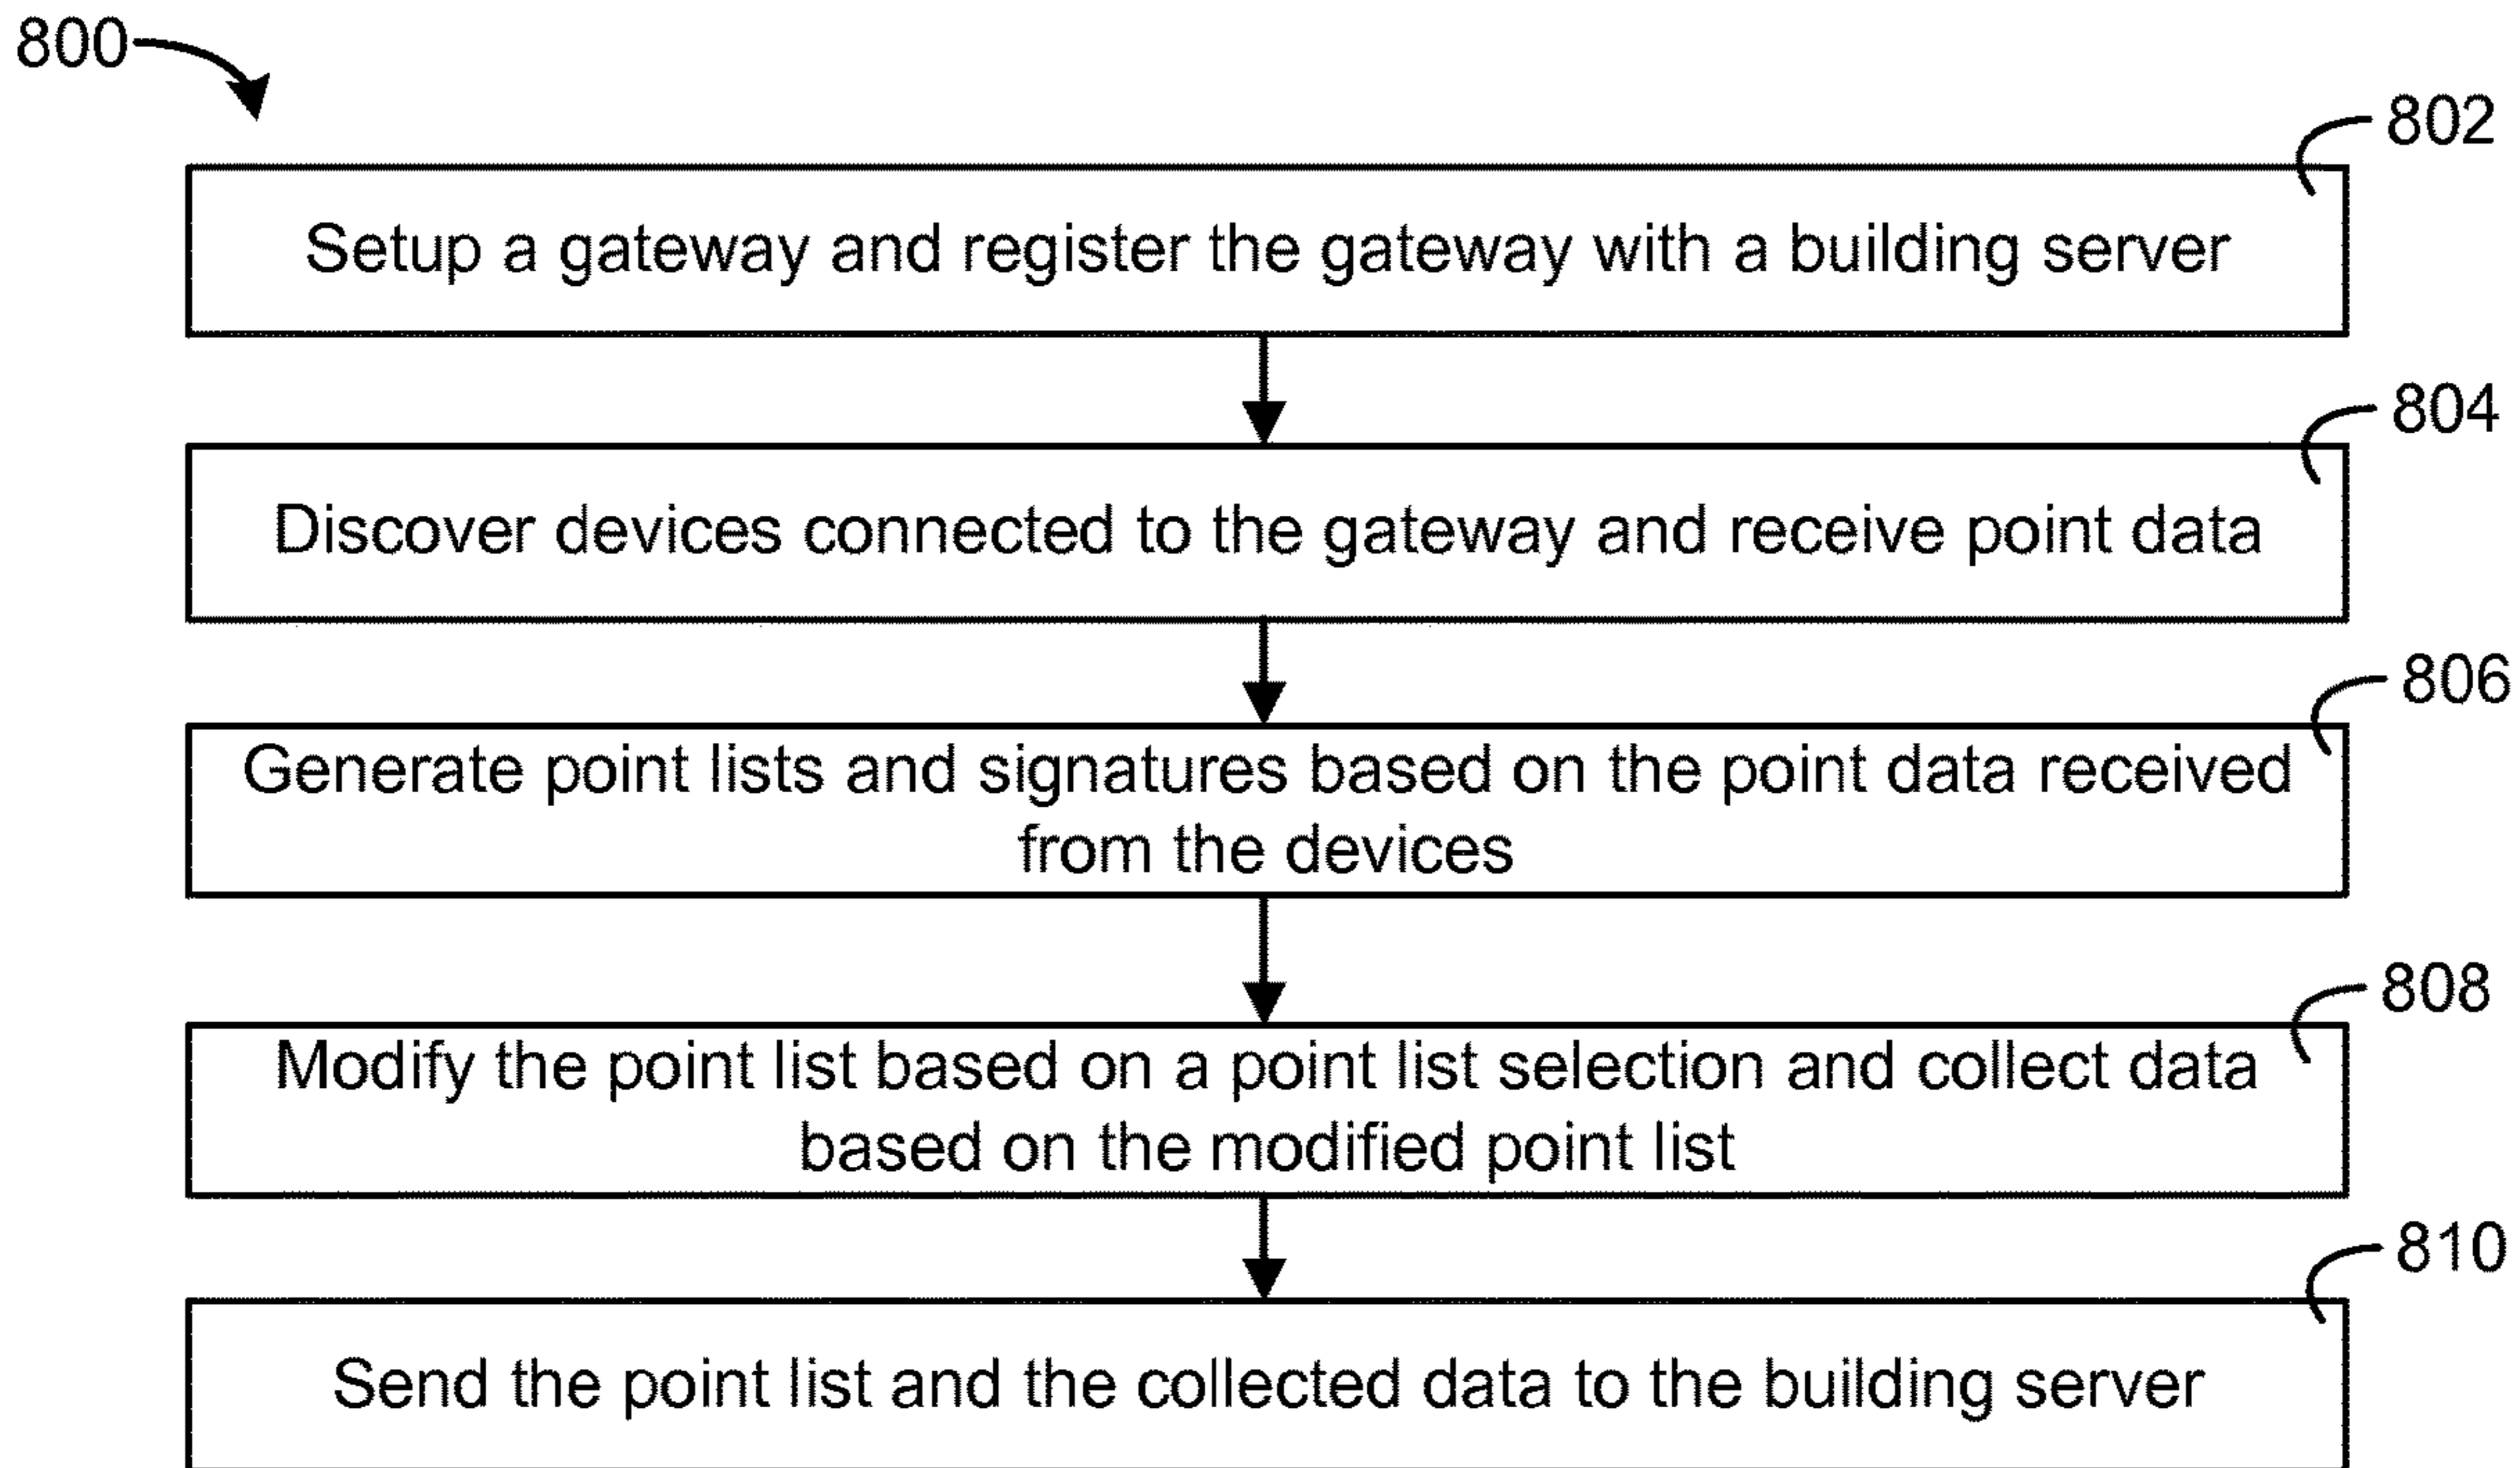 800
802
Setup a gateway and register the gateway with a building server
804
Discover devices connected to the gateway and receive point data
806
Generate point lists and signatures based on the point data received
from the devices
808
Modify the point list based on a point list selection and collect data
based on the modified point list
810
Send the point list and the collected data to the building server